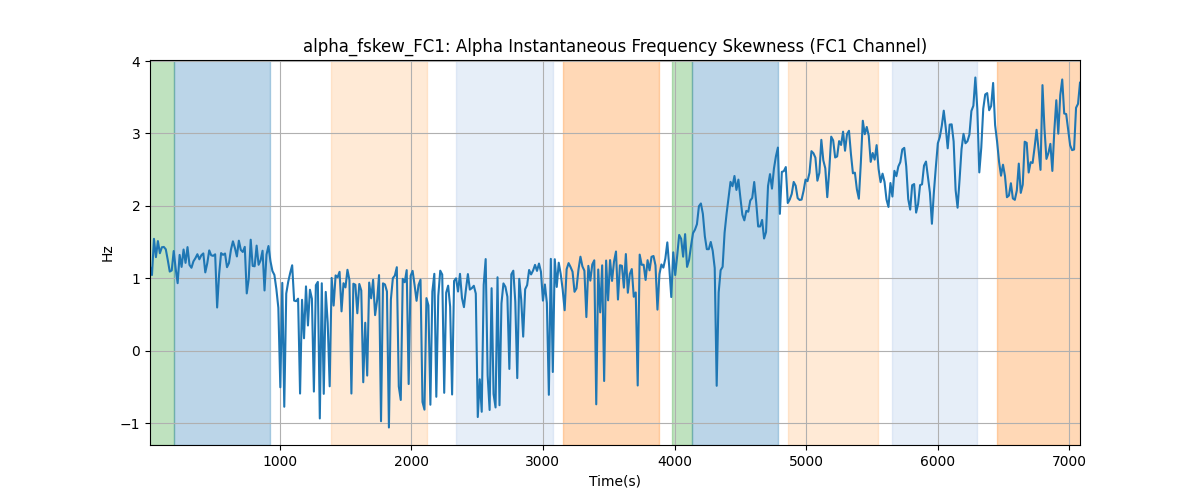 alpha_fskew_FC1: Alpha Instantaneous Frequency Skewness (FC1 Channel)
4
3
2
1
0
−1
Hz
1000 2000 3000 4000 5000 6000 7000
Time(s)